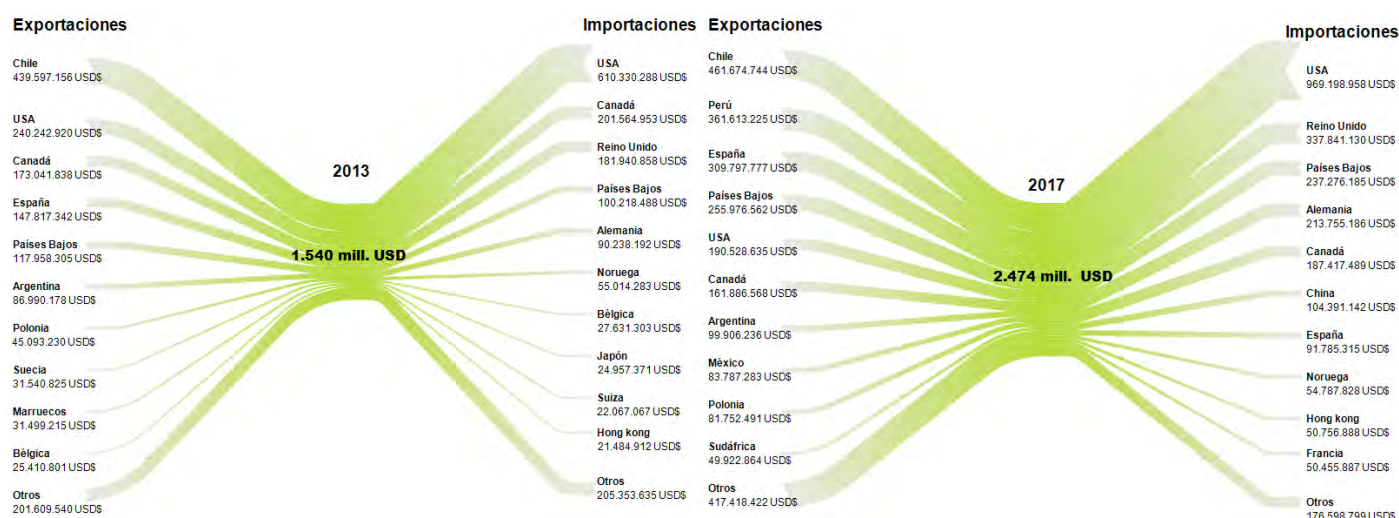 Exportaciones
Chile
439.597.156 USD$
USA
240.242.920 USD$
Canadá
173.041.838 USD$
España
147.817.342 USD$
Países Bajos
117.958.305 USD$
Argentina
86.990.178 USD$
Polonia
45.093.230 USD$
Suecia
31.540.825 USD$
Marruecos
31.499.215 USD$
Bélgica
25.410.801 USD$
Otros
201.609.540 USD$
2013
1.540 mill. USD
Importaciones
USA
610.330.288 USD$
Canadá
201.564.953 USD$
Reino Unido
181.940.858 USD$
Países Bajos
100.218.488 USD$
Alemania
90.238.192 USD$
Noruega
55.014.283 USD$
Bélgica
27.631.303 USD$
Japón
24.957.371 USD$
Suiza
22.067.067 USD$
Hong kong
21.484.912 USD$
Otros
205.353.635 USD$
Exportaciones
Chile
461.674.744 USD$
Perú
361.613.225 USD$
España
309.797.777 USD$
Países Bajos
255.976.562 USD$
USA
190.528.635 USD$
Canadá
161.886.568 USD$
Argentina
99.906.236 USD$
México
83.787.283 USD$
Polonia
81.752.491 USD$
Sudáfrica
49.922.864 USD$
Otros
417.418.422 USD$
2017
2.474 mill. USD
Importaciones
USA
969.198.958 USD$
Reino Unido
337.841.130 USD$
Países Bajos
237.276.185 USD$
Alemania
213.755.186 USD$
Canadá
187.417.489 USD$
China
104.391.142 USD$
España
91.785.315 USD$
Noruega
54.787.828 USD$
Hong kong
50.756.888 USD$
Francia
50.455.887 USD$
Otros
176.598.799 USD$